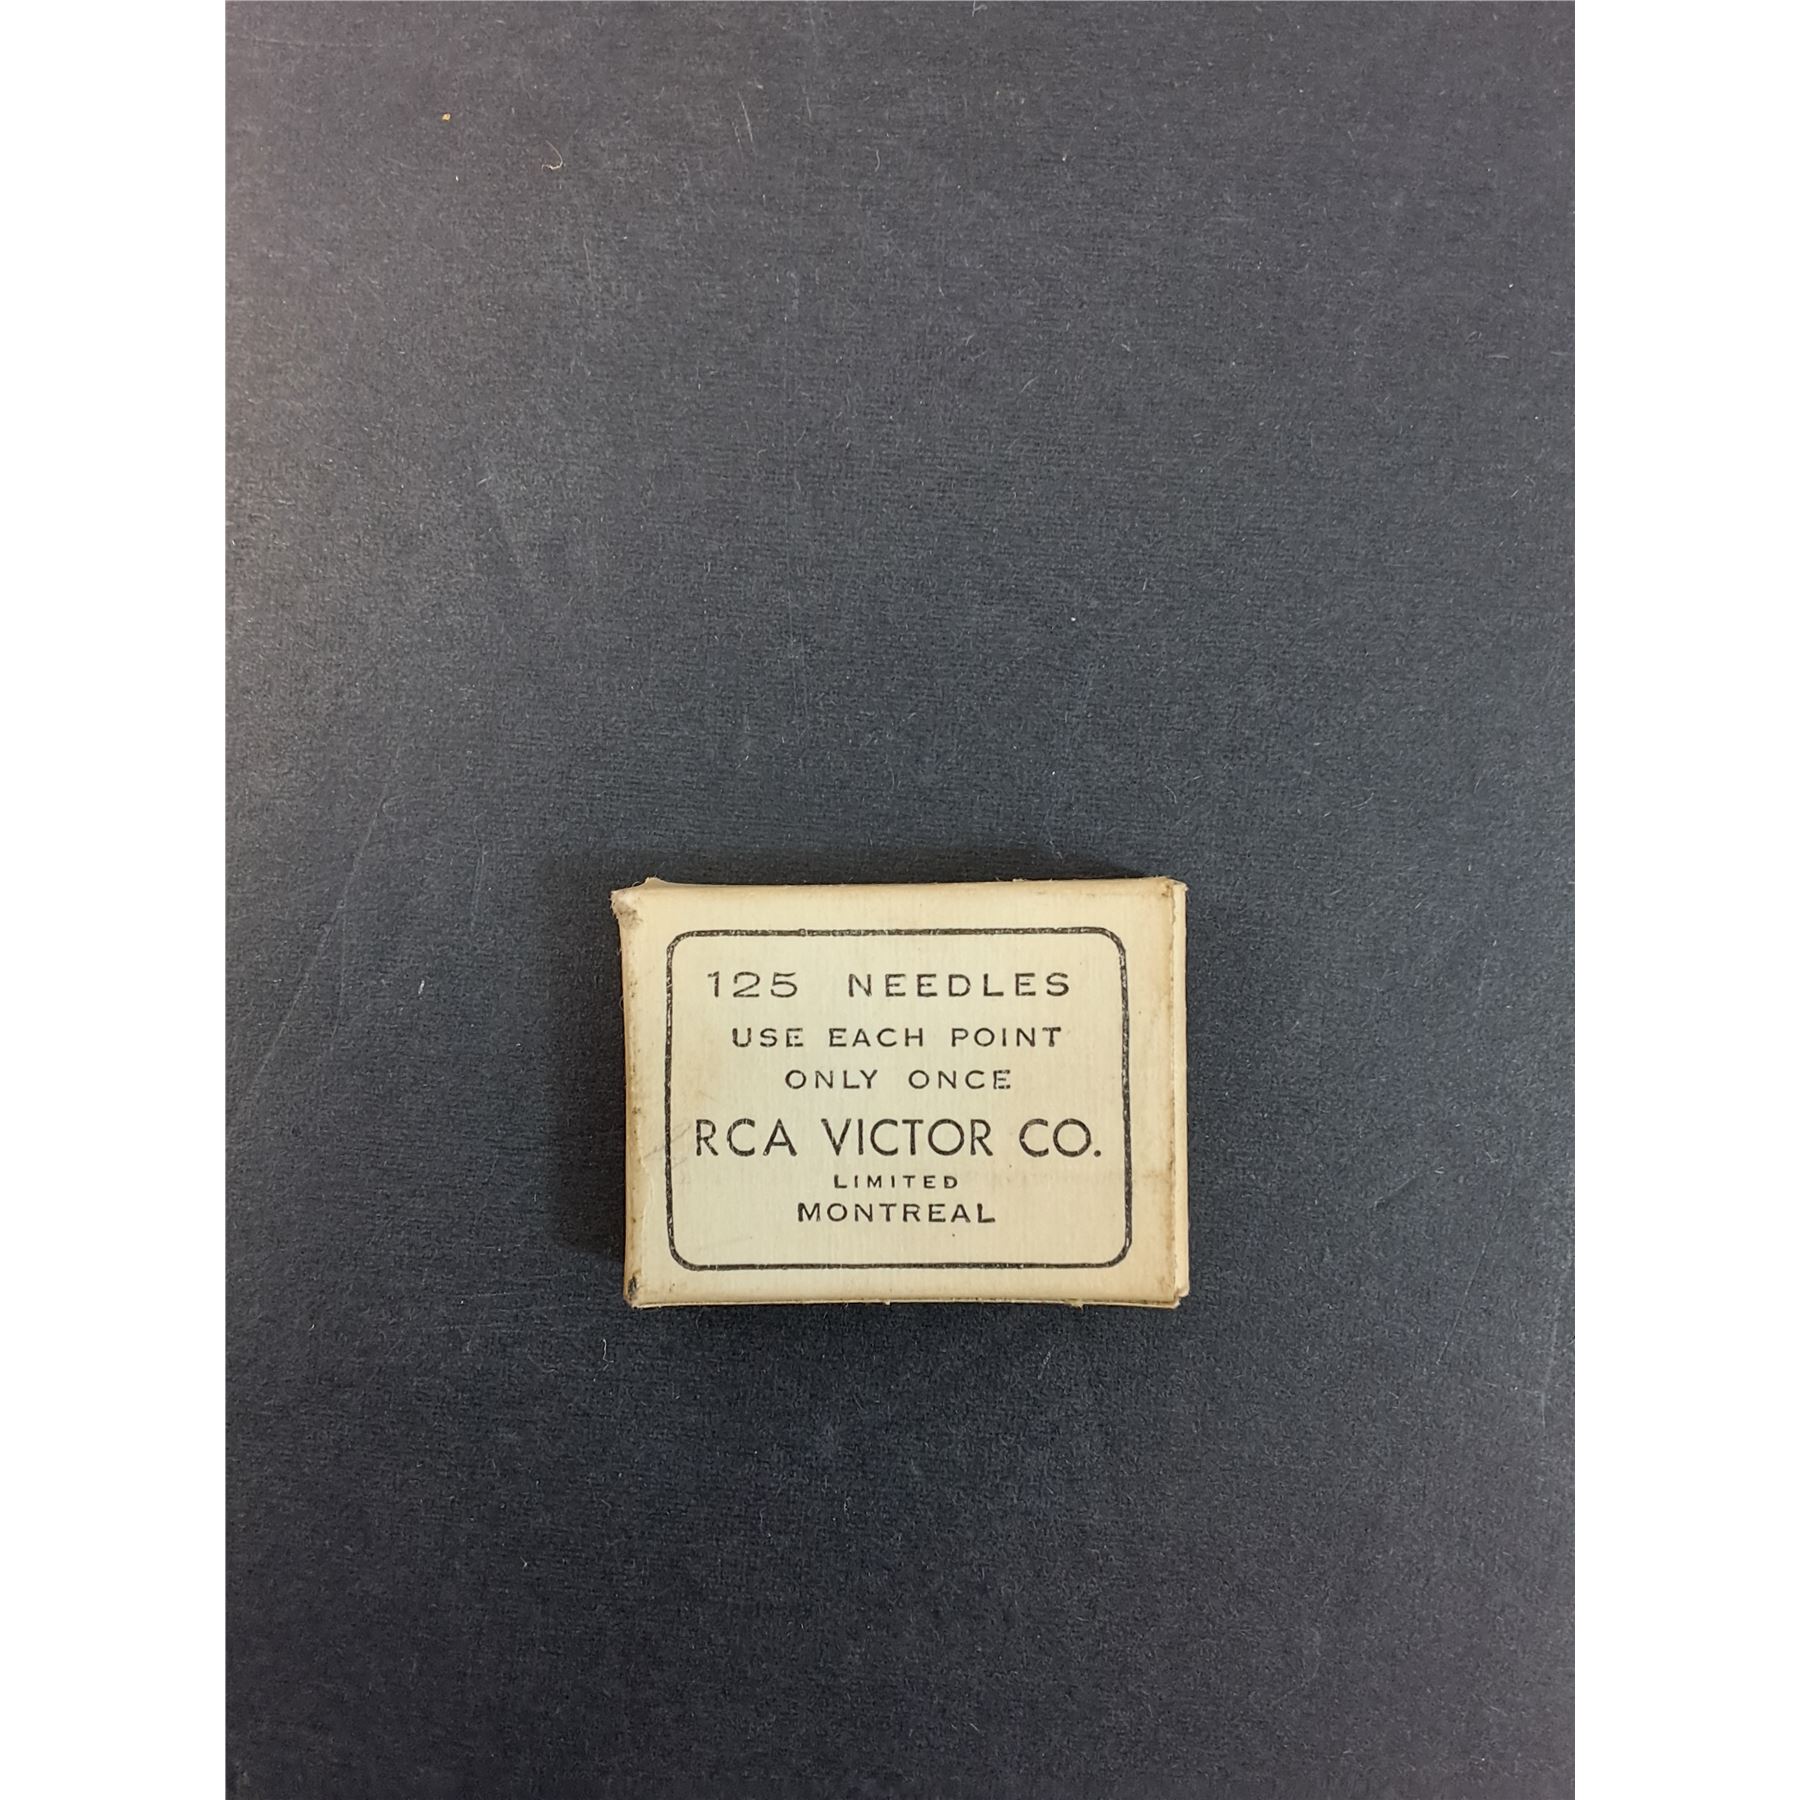 125 NEEDLES
USE EACH POINT
ONLY ONCE
RCA VICTOR CO.
LIMITED
MONTREAL